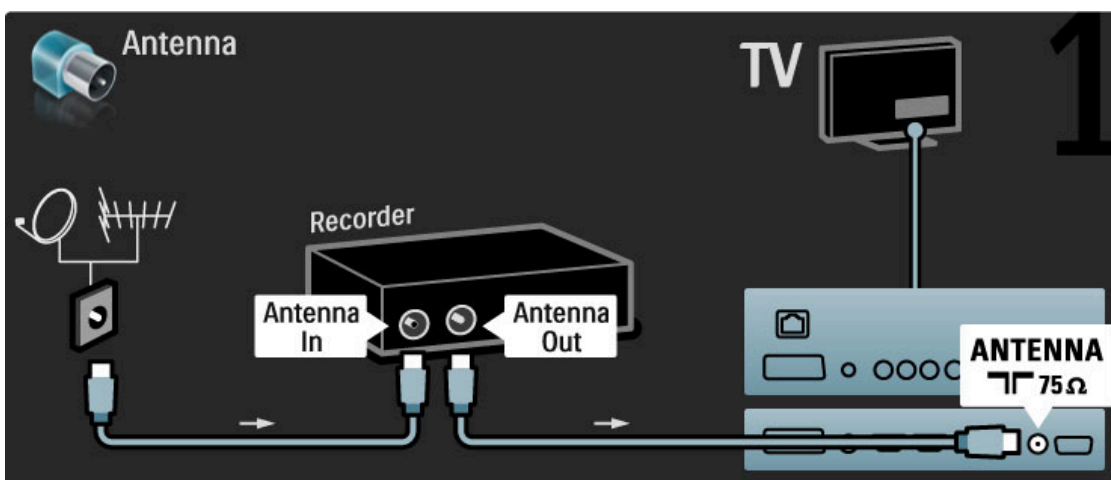 Antenna
TV
1
Recorder
Antenna
In
Antenna
Out
ANTENNA
75Ω